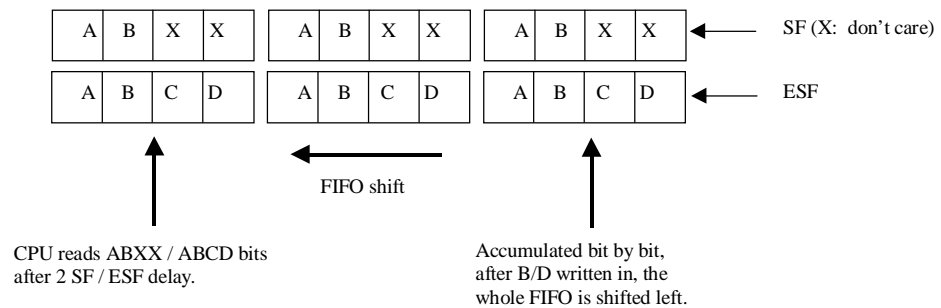 A B X X A B X X A B X X SF (X: don't care)
A B C D A B C D A B C D ESF
FIFO shift
CPU reads ABXX / ABCD bits
after 2 SF / ESF delay.
Accumulated bit by bit,
after B/D written in, the
whole FIFO is shifted left.